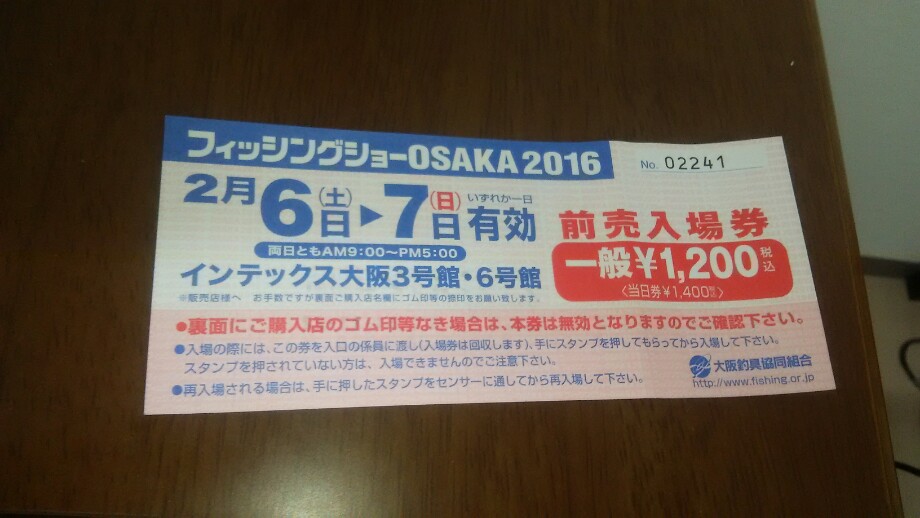 フィッシングショーOSAKA 2016
No. 02241
2月6(土)日▶7(日)日いずれか一日有効
両日ともAM9:00〜PM5:00
インテックス大阪3号館・6号館
※販売店様へ お手数ですが裏面ご購入店名欄にゴム印等の捺印をお願い致します。
前売入場券
一般¥1,200税込
〈当日券¥1,400税込〉
●裏面にご購入店のゴム印等なき場合は、本券は無効となりますのでご確認下さい。
●入場の際には、この券を入口の係員に渡し(入場券は回収します)、手にスタンプを押してもらってから入場して下さい。
スタンプを押されていない方は、入場できませんのでご注意下さい。
●再入場される場合は、手に押したスタンプをセンサーに通してから再入場して下さい。
大阪釣具協同組合
http://www.fishing.or.jp